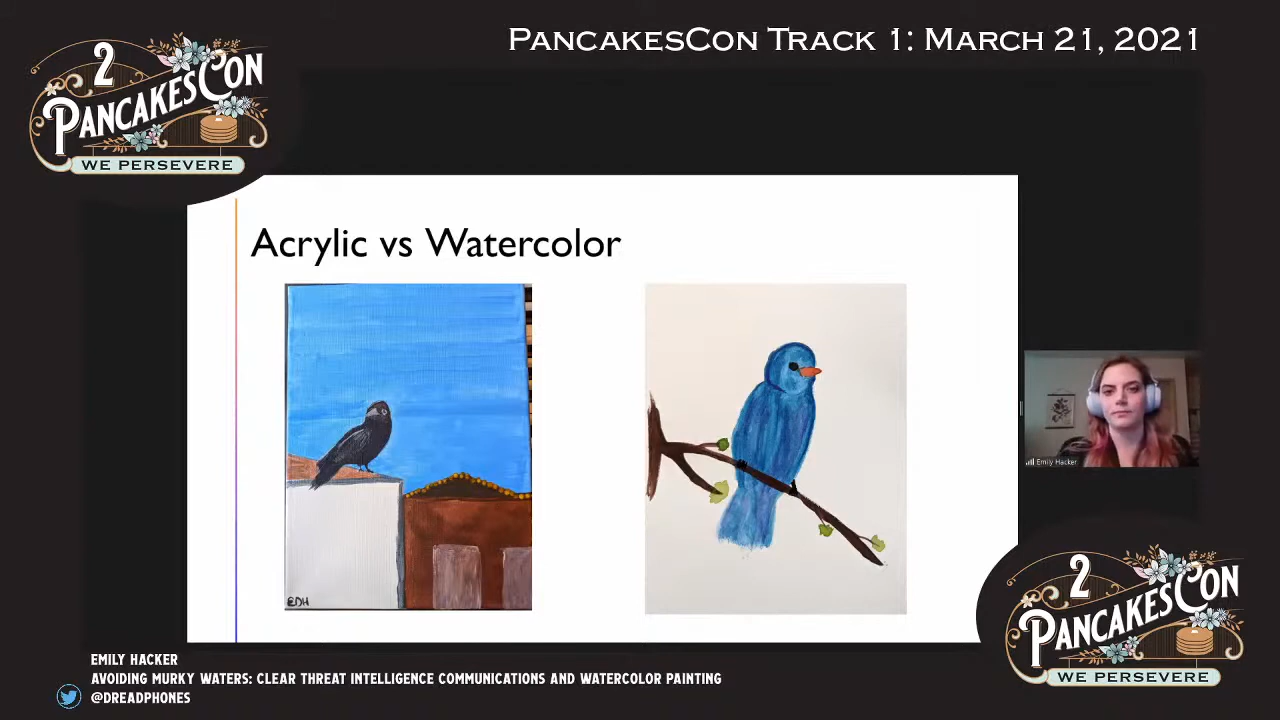 PancakesCon Track 1: March 21, 2021
2
PancakesCon
WE PERSEVERE
Acrylic vs Watercolor
EDH
Emily Hacker
2
PancakesCon
WE PERSEVERE
EMILY HACKER
AVOIDING MURKY WATERS: CLEAR THREAT INTELLIGENCE COMMUNICATIONS AND WATERCOLOR PAINTING
@DREADPHONES